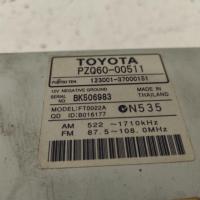 TOYOTA
PZQ60-00511
FUJITSU TEN 123001-37000151
12V NEGATIVE GROUND MADE IN
SERIAL NO BK506983 THAILAND
MODEL:FT0022A N535
QD ID:B016177
AM 522 ~1710kHz
FM 87.5~108.0MHz